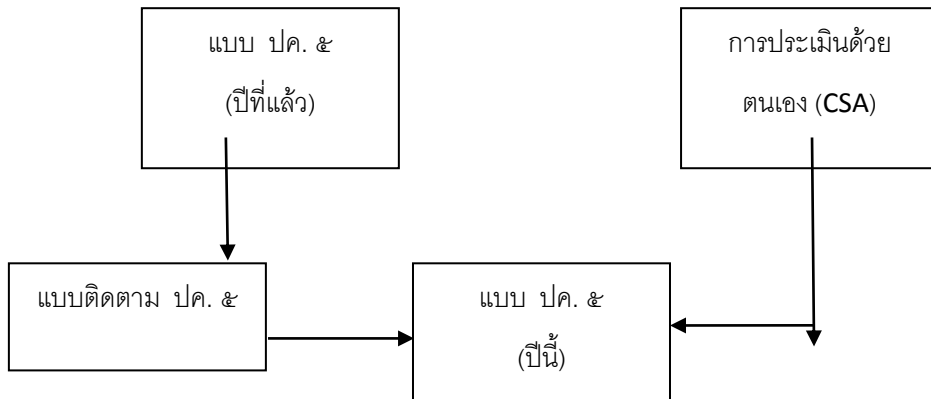 แบบ ปค. ๕
(ปีที่แล้ว)
การประเมินด้วย
ตนเอง (CSA)
แบบติดตาม ปค. ๕
แบบ ปค. ๕
(ปีนี้)